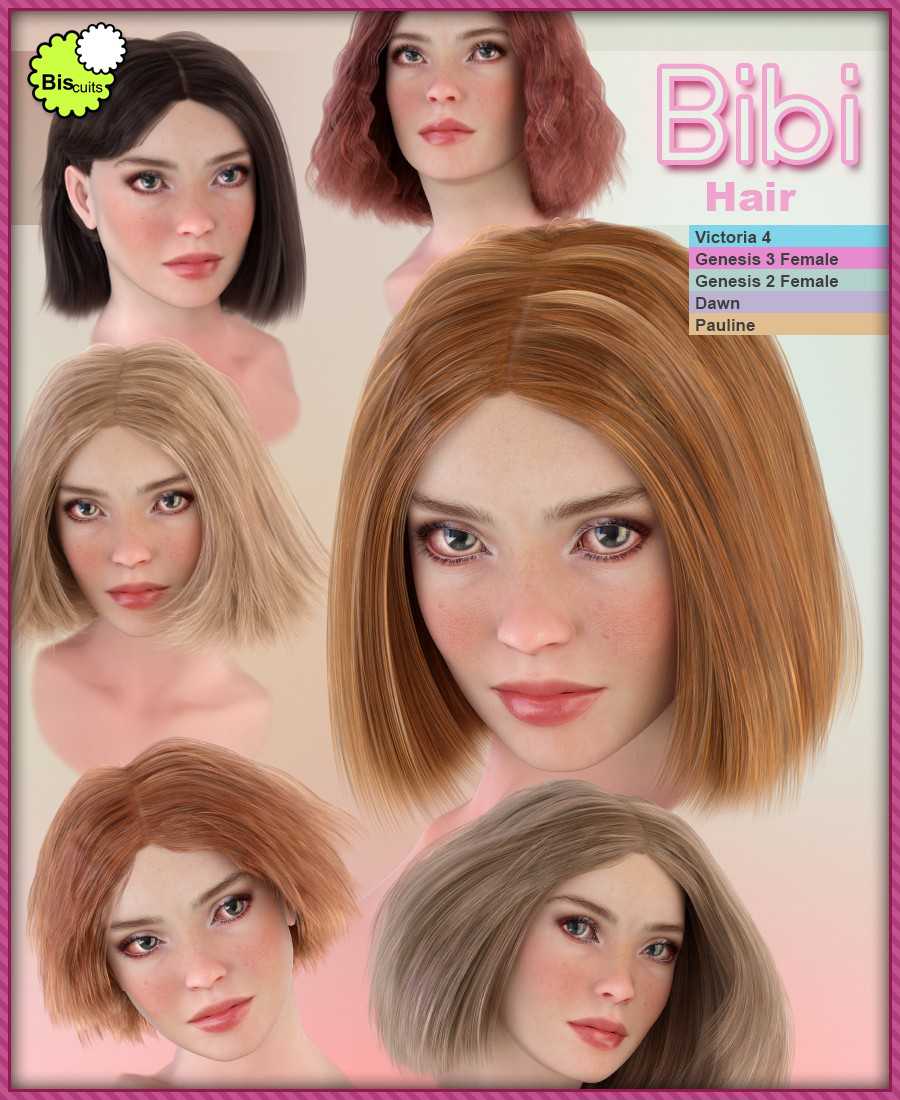 Biscuits
Bibi
Hair
Victoria 4
Genesis 3 Female
Genesis 2 Female
Dawn
Pauline